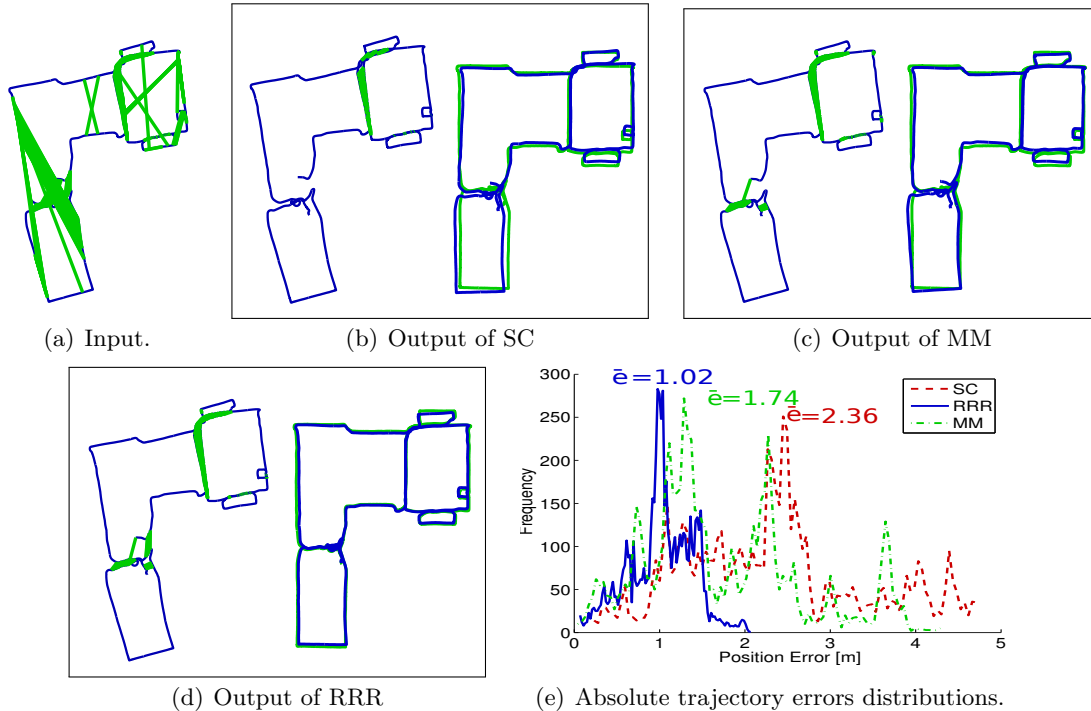 (a) Input.
(b) Output of SC
(c) Output of MM
(d) Output of RRR
ē=1.02
ē=1.74
ē=2.36
SC
RRR
MM
Frequency
300
250
200
150
100
50
0
0 1 2 3 4 5
Position Error [m]
(e) Absolute trajectory errors distributions.